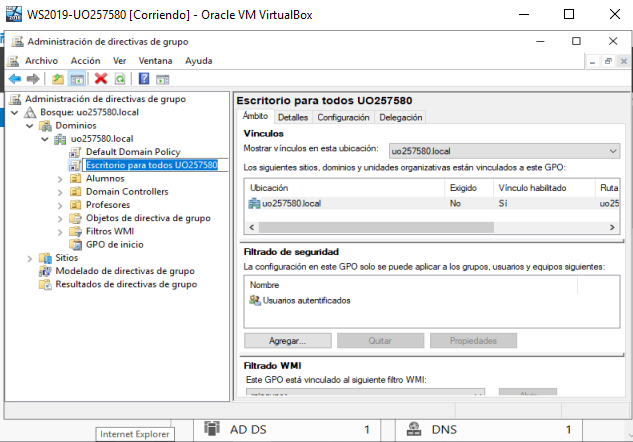 WS2019-UO257580 [Corriendo] - Oracle VM VirtualBox
Administración de directivas de grupo
Archivo Acción Ver Ventana Ayuda
Administración de directivas de grupo
Bosque: uo257580.local
Dominios
uo257580.local
Default Domain Policy
Escritorio para todos UO257580
Alumnos
Domain Controllers
Profesores
Objetos de directiva de grupo
Filtros WMI
GPO de inicio
Sitios
Modelado de directivas de grupo
Resultados de directivas de grupo
Escritorio para todos UO257580
Ámbito Detalles Configuración Delegación
Vínculos
Mostrar vínculos en esta ubicación: uo257580.local
Los siguientes sitios, dominios y unidades organizativas están vinculados a este GPO:
Ubicación Exigido Vínculo habilitado Ruta
uo257580.local No Sí uo25
Filtrado de seguridad
La configuración en este GPO solo se puede aplicar a los grupos, usuarios y equipos siguientes:
Nombre
Usuarios autentificados
Agregar... Quitar Propiedades
Filtrado WMI
Este GPO está vinculado al siguiente filtro WMI:
Internet Explorer
AD DS 1
DNS 1